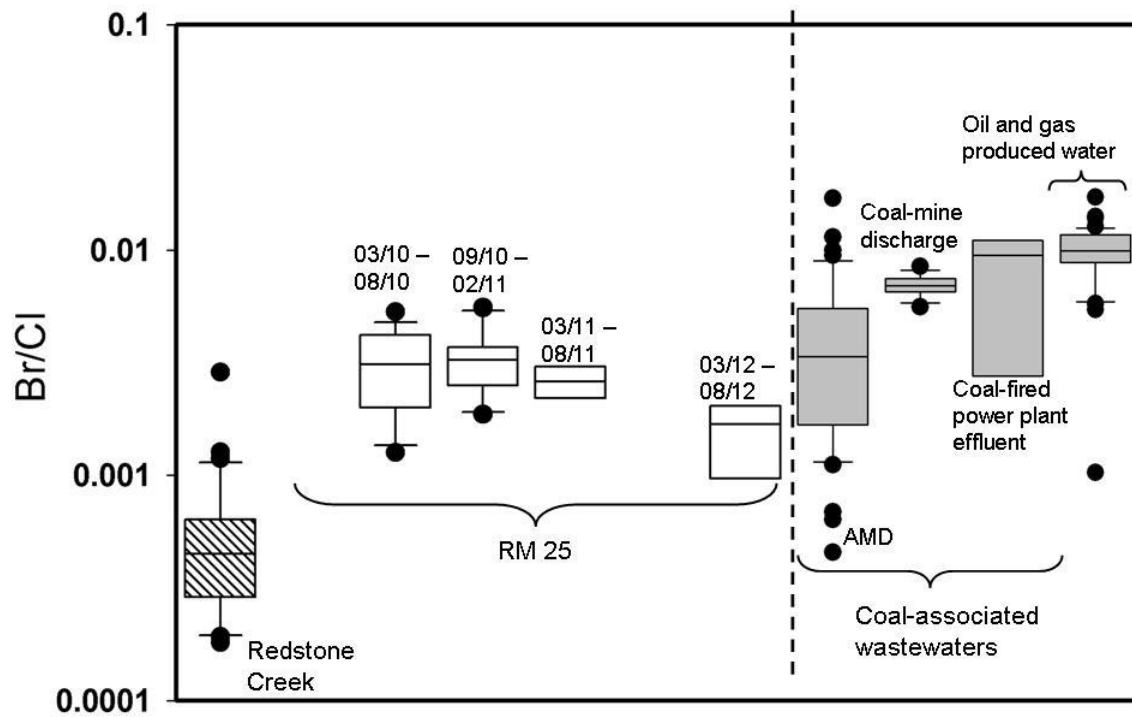 0.1
0.01
0.001
0.0001
Br/Cl
Redstone
Creek
03/10 –
08/10
09/10 –
02/11
03/11 –
08/11
03/12 –
08/12
RM 25
AMD
Coal-mine
discharge
Coal-fired
power plant
effluent
Oil and gas
produced water
Coal-associated
wastewaters